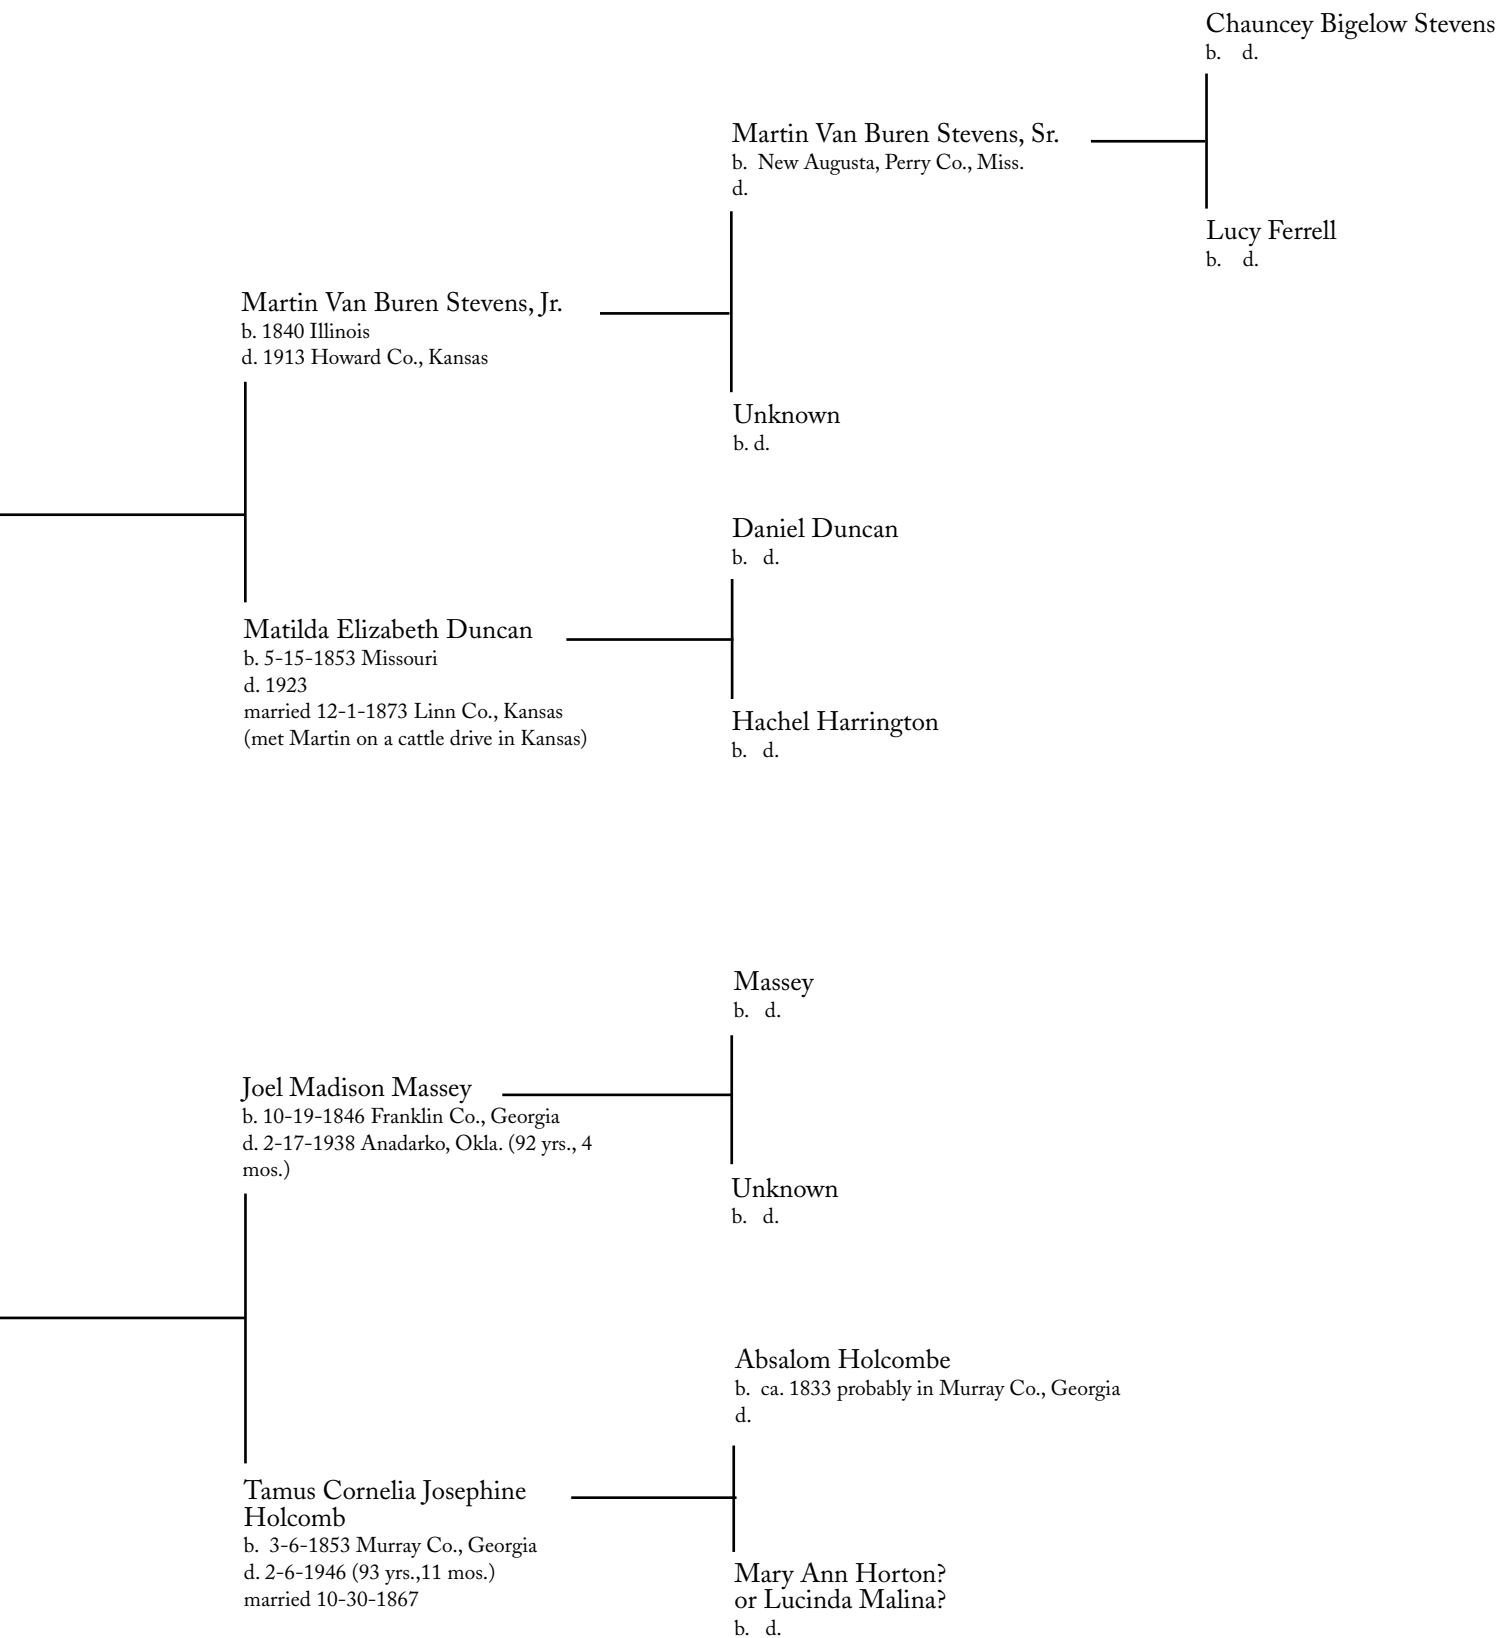 Chauncey Bigelow Stevens
b. d.
Martin Van Buren Stevens, Sr.
b. New Augusta, Perry Co., Miss.
d.
Lucy Ferrell
b. d.
Martin Van Buren Stevens, Jr.
b. 1840 Illinois
d. 1913 Howard Co., Kansas
Unknown
b. d.
Daniel Duncan
b. d.
Matilda Elizabeth Duncan
b. 5-15-1853 Missouri
d. 1923
married 12-1-1873 Linn Co., Kansas
(met Martin on a cattle drive in Kansas)
Hachel Harrington
b. d.
Massey
b. d.
Joel Madison Massey
b. 10-19-1846 Franklin Co., Georgia
d. 2-17-1938 Anadarko, Okla. (92 yrs., 4
mos.)
Unknown
b. d.
Absalom Holcombe
b. ca. 1833 probably in Murray Co., Georgia
d.
Tamus Cornelia Josephine
Holcomb
b. 3-6-1853 Murray Co., Georgia
d. 2-6-1946 (93 yrs.,11 mos.)
married 10-30-1867
Mary Ann Horton?
or Lucinda Malina?
b. d.